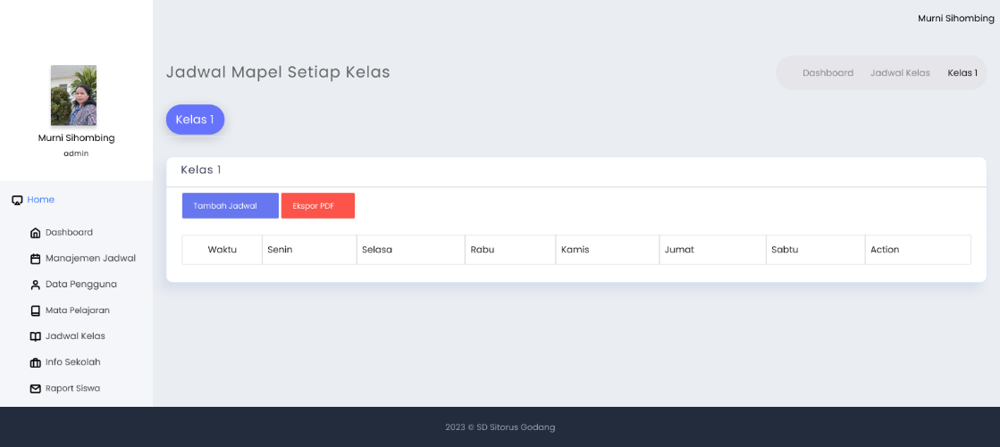 Murni Sihombing
Jadwal Mapel Setiap Kelas
Dashboard Jadwal Kelas Kelas 1
Murni Sihombing
admin
Home
Dashboard
Manajemen Jadwal
Data Pengguna
Mata Pelajaran
Jadwal Kelas
Info Sekolah
Raport Siswa
Kelas 1
Kelas 1
Tambah Jadwal Ekspor PDF
Waktu Senin Selasa Rabu Kamis Jumat Sabtu Action
2023 © SD Sitorus Godang